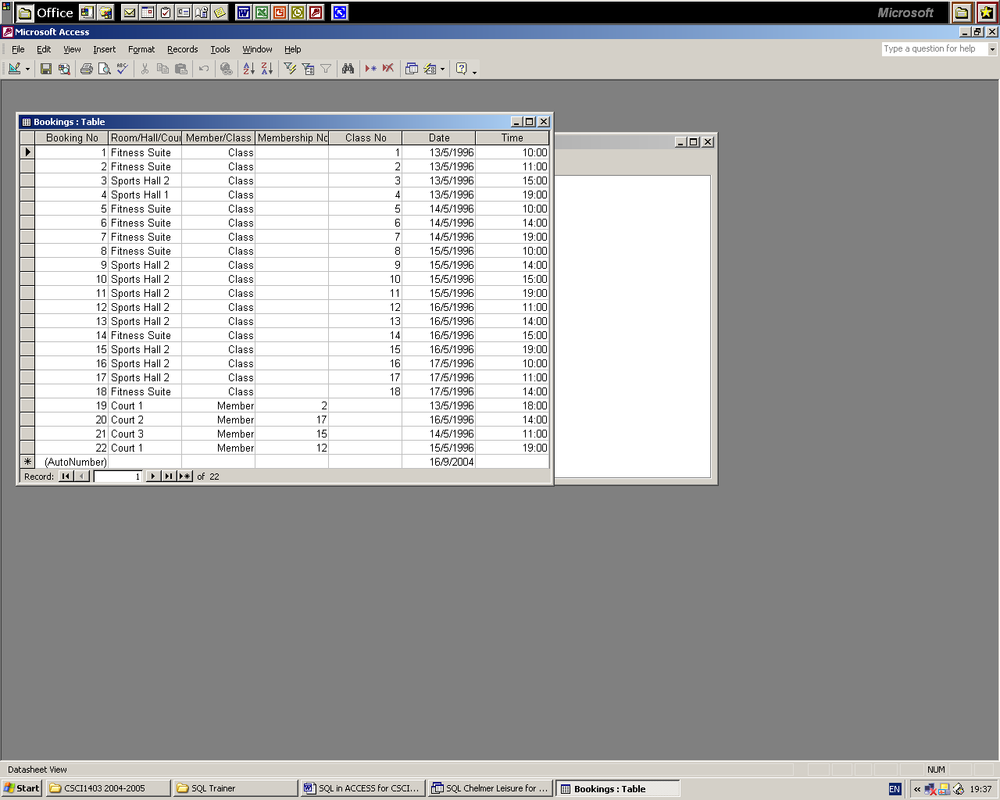 Office Microsoft
Microsoft Access
File Edit View Insert Format Records Tools Window Help Type a question for help
Bookings : Table
Booking No Room/Hall/Cour Member/Class Membership No Class No Date Time
1 Fitness Suite Class 1 13/5/1996 10:00
2 Fitness Suite Class 2 13/5/1996 11:00
3 Sports Hall 2 Class 3 13/5/1996 15:00
4 Sports Hall 1 Class 4 13/5/1996 19:00
5 Fitness Suite Class 5 14/5/1996 10:00
6 Fitness Suite Class 6 14/5/1996 14:00
7 Fitness Suite Class 7 14/5/1996 19:00
8 Fitness Suite Class 8 15/5/1996 10:00
9 Sports Hall 2 Class 9 15/5/1996 14:00
10 Sports Hall 2 Class 10 15/5/1996 15:00
11 Sports Hall 2 Class 11 15/5/1996 19:00
12 Sports Hall 2 Class 12 16/5/1996 11:00
13 Sports Hall 2 Class 13 16/5/1996 14:00
14 Fitness Suite Class 14 16/5/1996 15:00
15 Sports Hall 2 Class 15 16/5/1996 19:00
16 Sports Hall 2 Class 16 17/5/1996 10:00
17 Sports Hall 2 Class 17 17/5/1996 11:00
18 Fitness Suite Class 18 17/5/1996 14:00
19 Court 1 Member 2 13/5/1996 18:00
20 Court 2 Member 17 16/5/1996 14:00
21 Court 3 Member 15 14/5/1996 11:00
22 Court 1 Member 12 15/5/1996 19:00
(AutoNumber) 16/9/2004
Record: 1 of 22
Datasheet View NUM
Start CSCI1403 2004-2005 SQL Trainer SQL in ACCESS for CSCI... SQL Chelmer Leisure for ... Bookings : Table EN « 19:37